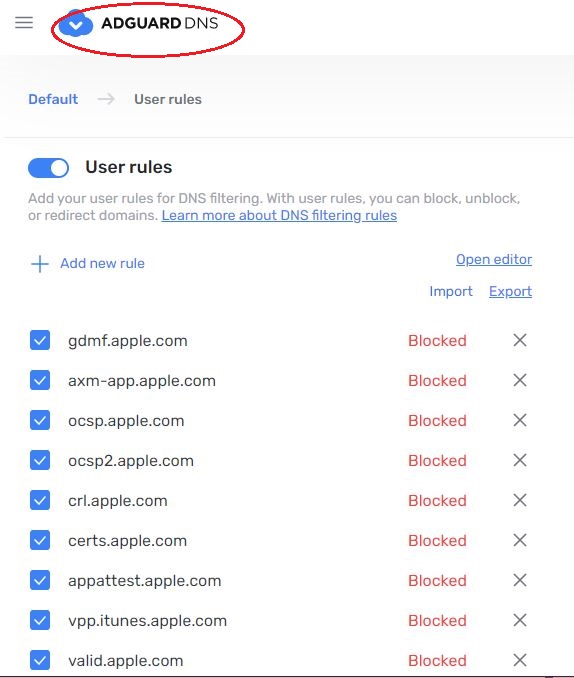 ADGUARD DNS
Default → User rules
User rules
Add your user rules for DNS filtering. With user rules, you can block, unblock,
or redirect domains. Learn more about DNS filtering rules
Add new rule
Open editor
Import Export
gdmf.apple.com Blocked
axm-app.apple.com Blocked
ocsp.apple.com Blocked
ocsp2.apple.com Blocked
crl.apple.com Blocked
certs.apple.com Blocked
appattest.apple.com Blocked
vpp.itunes.apple.com Blocked
valid.apple.com Blocked